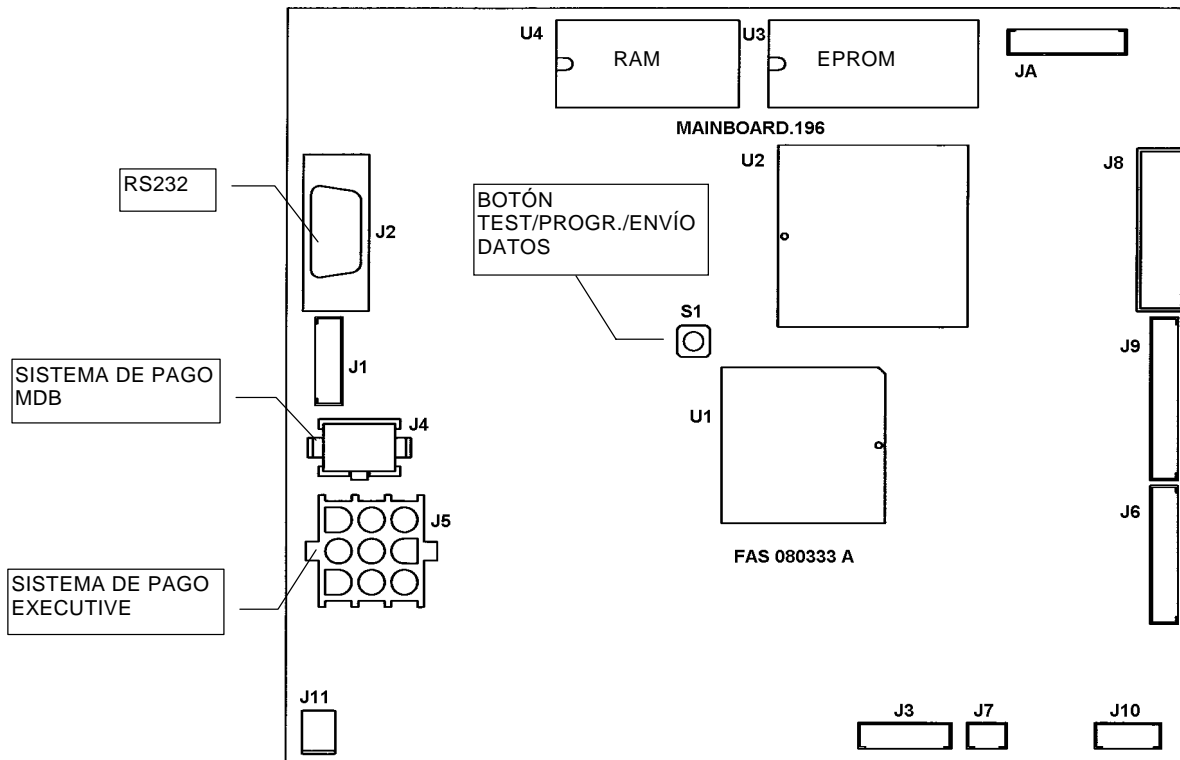 U4
RAM
U3
EPROM
JA
MAINBOARD.196
U2
J8
RS232
J2
BOTÓN
TEST/PROGR./ENVÍO
DATOS
S1
J1
J9
SISTEMA DE PAGO
MDB
J4
U1
J5
J6
FAS 080333 A
SISTEMA DE PAGO
EXECUTIVE
J11
J3
J7
J10